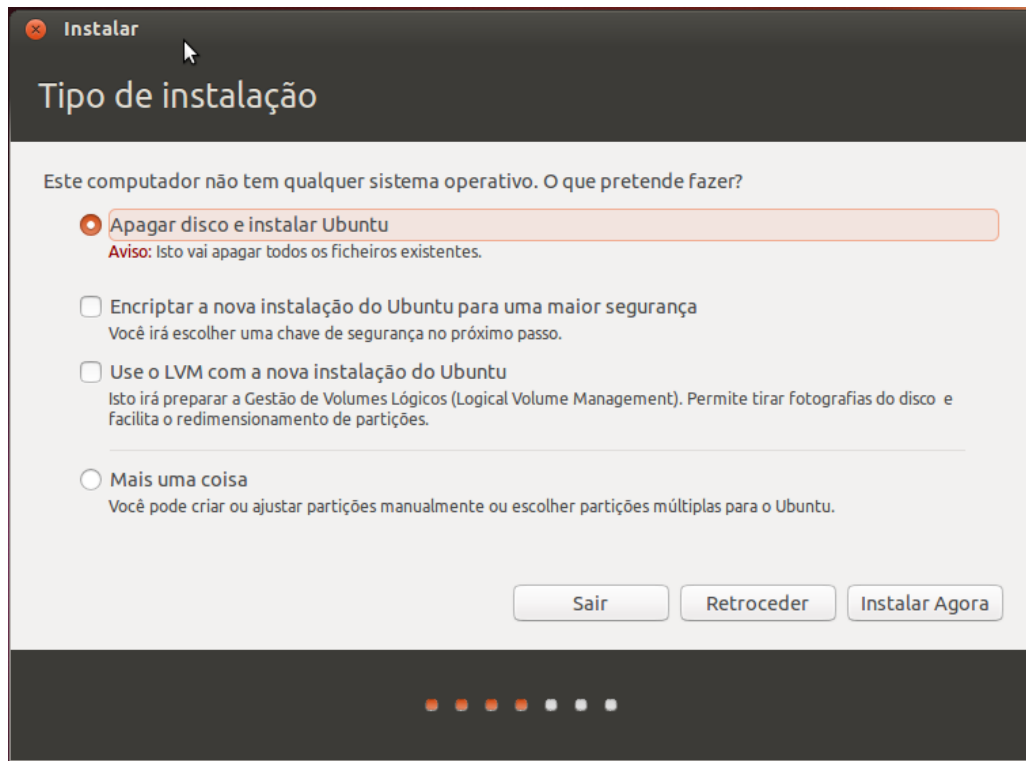 Instalar
Tipo de instalação
Este computador não tem qualquer sistema operativo. O que pretende fazer?
Apagar disco e instalar Ubuntu
Aviso: Isto vai apagar todos os ficheiros existentes.
Encriptar a nova instalação do Ubuntu para uma maior segurança
Você irá escolher uma chave de segurança no próximo passo.
Use o LVM com a nova instalação do Ubuntu
Isto irá preparar a Gestão de Volumes Lógicos (Logical Volume Management). Permite tirar fotografias do disco e
facilita o redimensionamento de partições.
Mais uma coisa
Você pode criar ou ajustar partições manualmente ou escolher partições múltiplas para o Ubuntu.
Sair Retroceder Instalar Agora